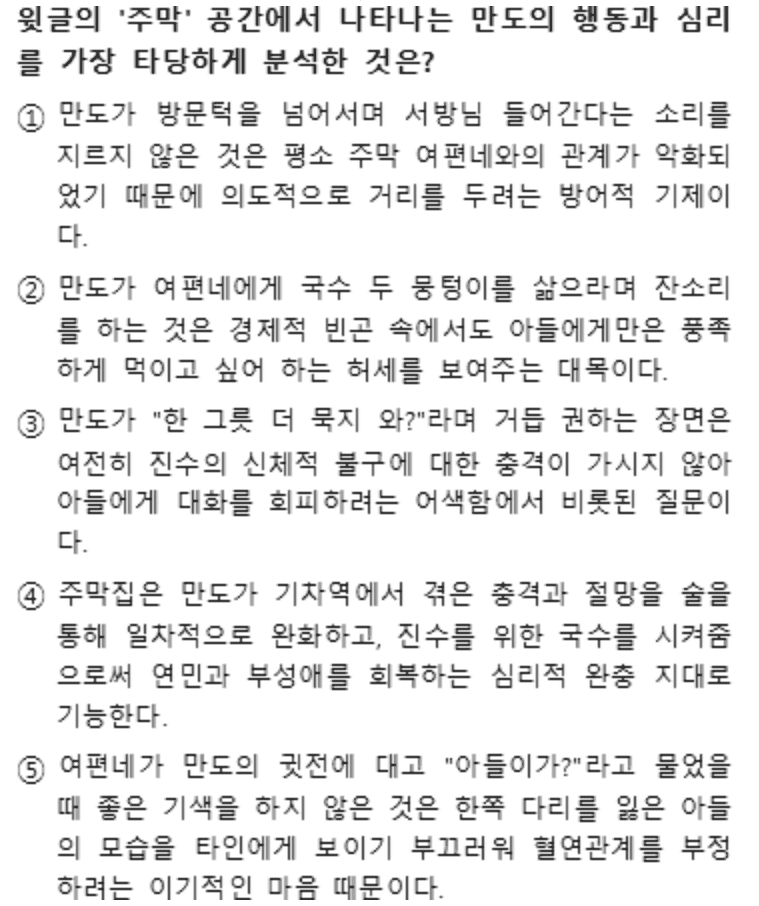 윗글의 '주막' 공간에서 나타나는 만도의 행동과 심리
를 가장 타당하게 분석한 것은?
① 만도가 방문턱을 넘어서며 서방님 들어간다는 소리를
지르지 않은 것은 평소 주막 여편네와의 관계가 악화되
었기 때문에 의도적으로 거리를 두려는 방어적 기제이
다.
② 만도가 여편네에게 국수 두 뭉텅이를 삶으라며 잔소리
를 하는 것은 경제적 빈곤 속에서도 아들에게만은 풍족
하게 먹이고 싶어 하는 허세를 보여주는 대목이다.
③ 만도가 "한 그릇 더 묵지 와?"라며 거듭 권하는 장면은
여전히 진수의 신체적 불구에 대한 충격이 가시지 않아
아들에게 대화를 회피하려는 어색함에서 비롯된 질문이
다.
④ 주막집은 만도가 기차역에서 겪은 충격과 절망을 술을
통해 일차적으로 완화하고, 진수를 위한 국수를 시켜줌
으로써 연민과 부성애를 회복하는 심리적 완충 지대로
기능한다.
⑤ 여편네가 만도의 귓전에 대고 "아들이가?"라고 물었을
때 좋은 기색을 하지 않은 것은 한쪽 다리를 잃은 아들
의 모습을 타인에게 보이기 부끄러워 혈연관계를 부정
하려는 이기적인 마음 때문이다.